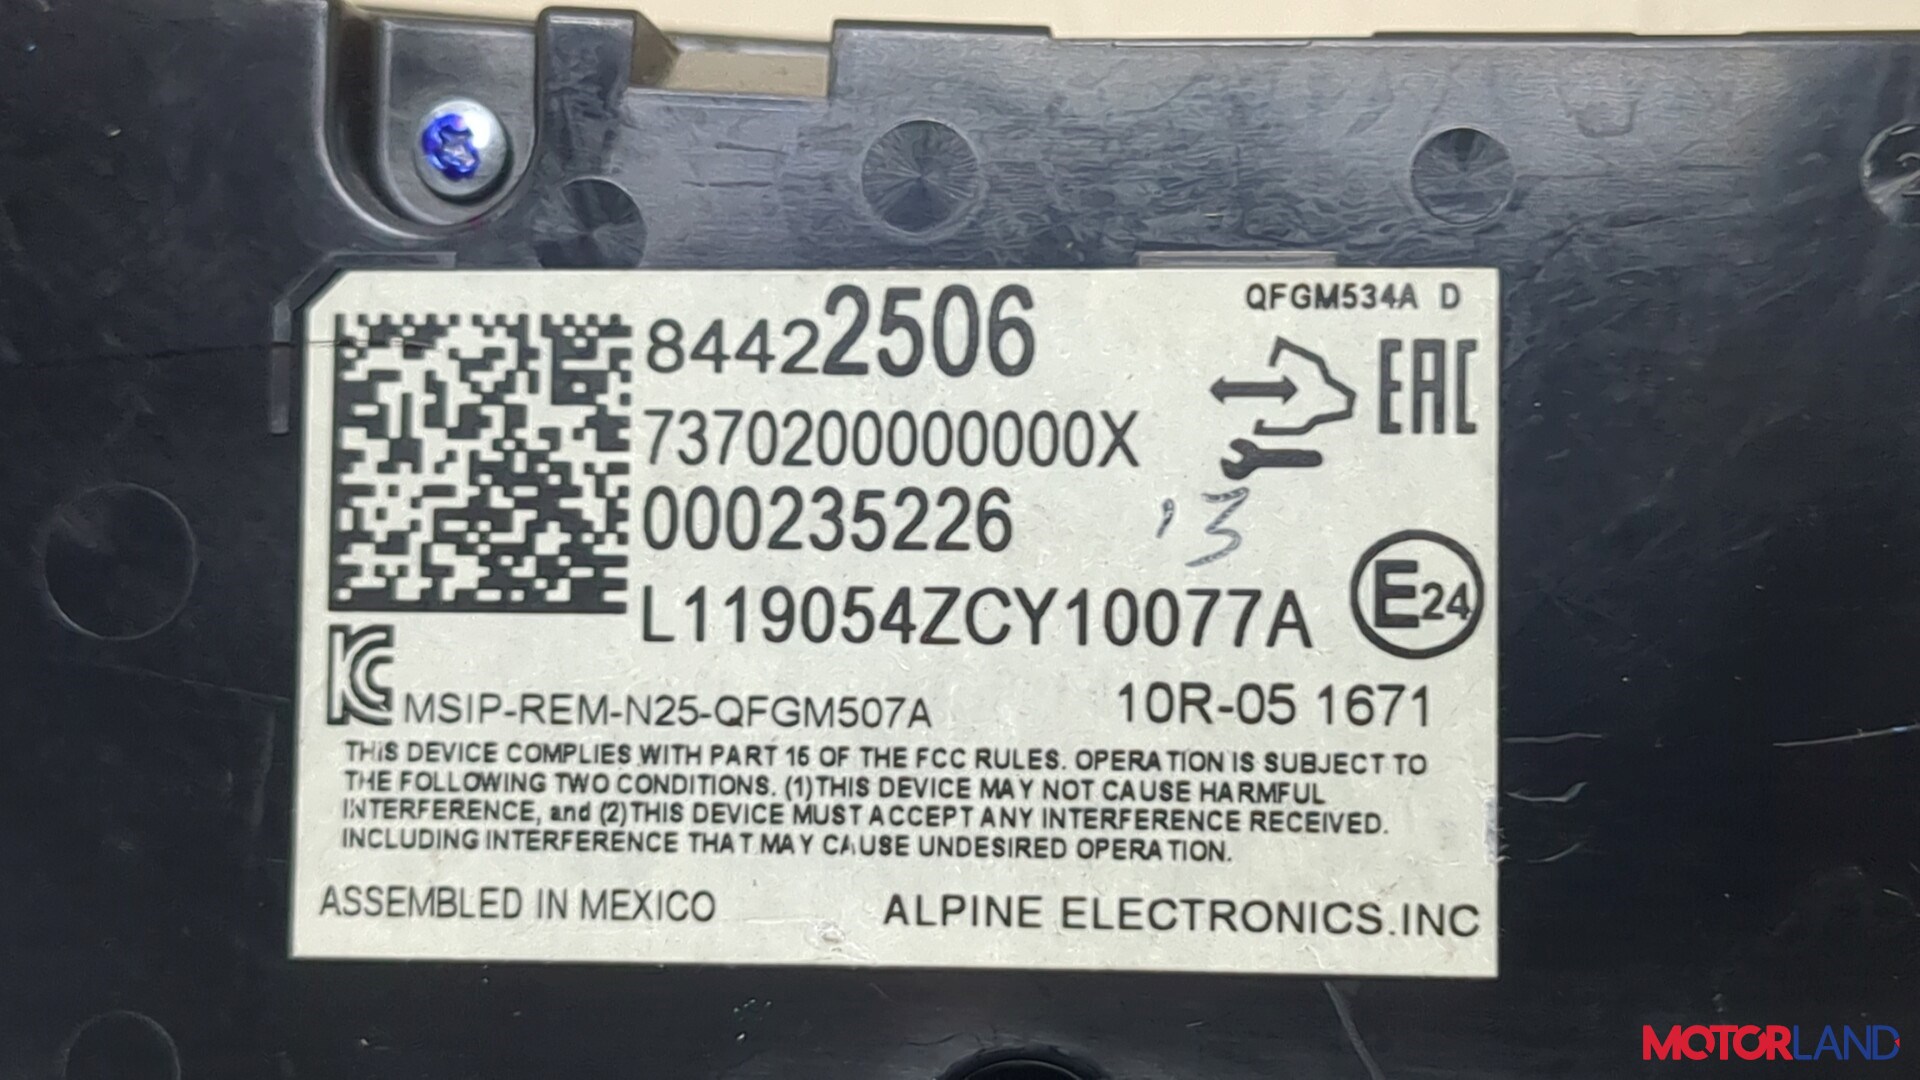 QFGM534A D
84422506
EAC
7370200000000X
000235226
'3
L119054ZCY10077A
E24
KC
MSIP-REM-N25-QFGM507A
10R-05 1671
THIS DEVICE COMPLIES WITH PART 15 OF THE FCC RULES. OPERATION IS SUBJECT TO
THE FOLLOWING TWO CONDITIONS. (1)THIS DEVICE MAY NOT CAUSE HARMFUL
INTERFERENCE, and (2)THIS DEVICE MUST ACCEPT ANY INTERFERENCE RECEIVED.
INCLUDING INTERFERENCE THAT MAY CAUSE UNDESIRED OPERATION.
ASSEMBLED IN MEXICO
ALPINE ELECTRONICS.INC
MOTORLAND